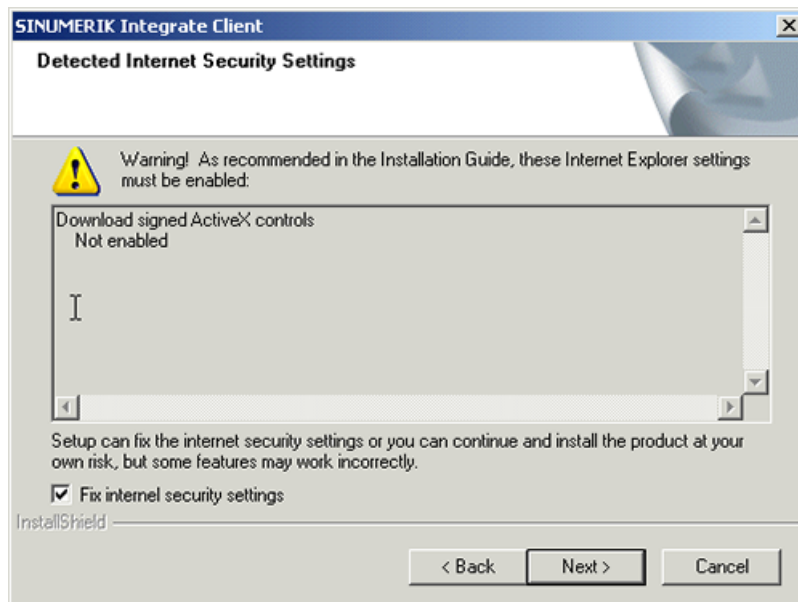 SINUMERIK Integrate Client
Detected Internet Security Settings
Warning! As recommended in the Installation Guide, these Internet Explorer settings
must be enabled:
Download signed ActiveX controls
Not enabled
Setup can fix the internet security settings or you can continue and install the product at your
own risk, but some features may work incorrectly.
Fix internel security settings
InstallShield
< Back
Next >
Cancel